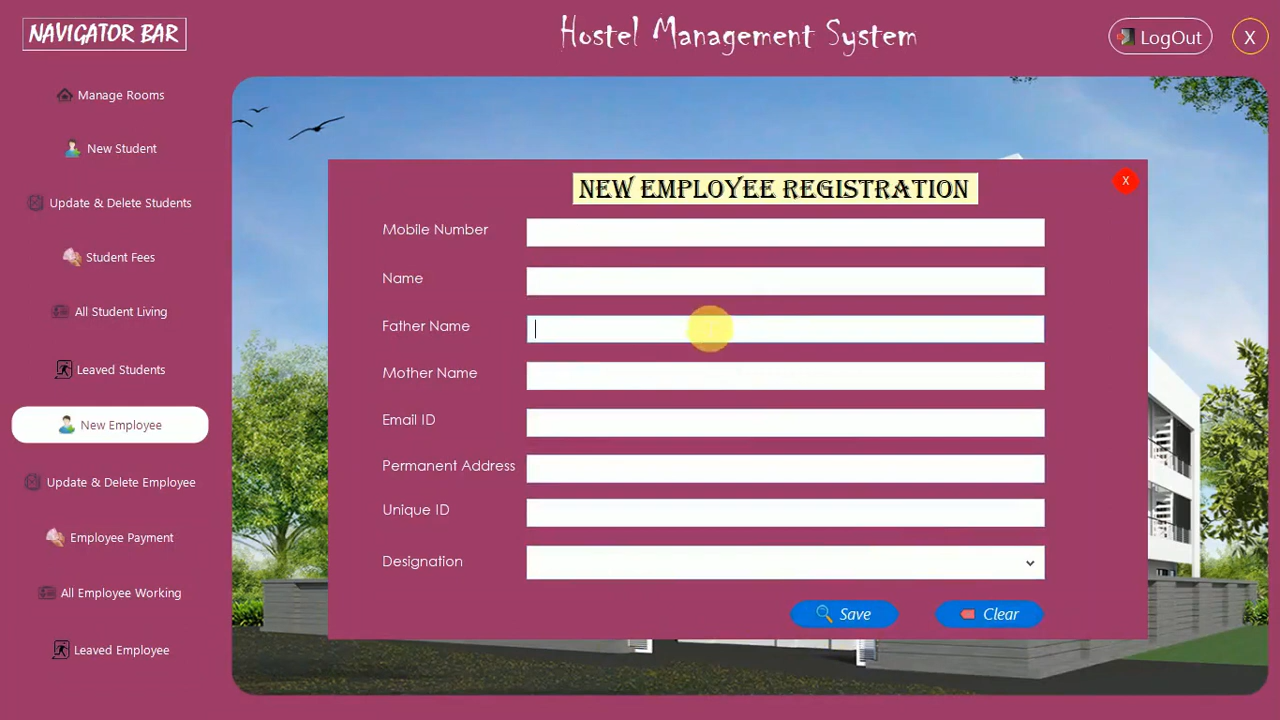 NAVIGATOR BAR
Hostel Management System
LogOut
X
Manage Rooms
New Student
Update & Delete Students
Student Fees
All Student Living
Leaved Students
New Employee
Update & Delete Employee
Employee Payment
All Employee Working
Leaved Employee
NEW EMPLOYEE REGISTRATION
X
Mobile Number
Name
Father Name
Mother Name
Email ID
Permanent Address
Unique ID
Designation
Save
Clear